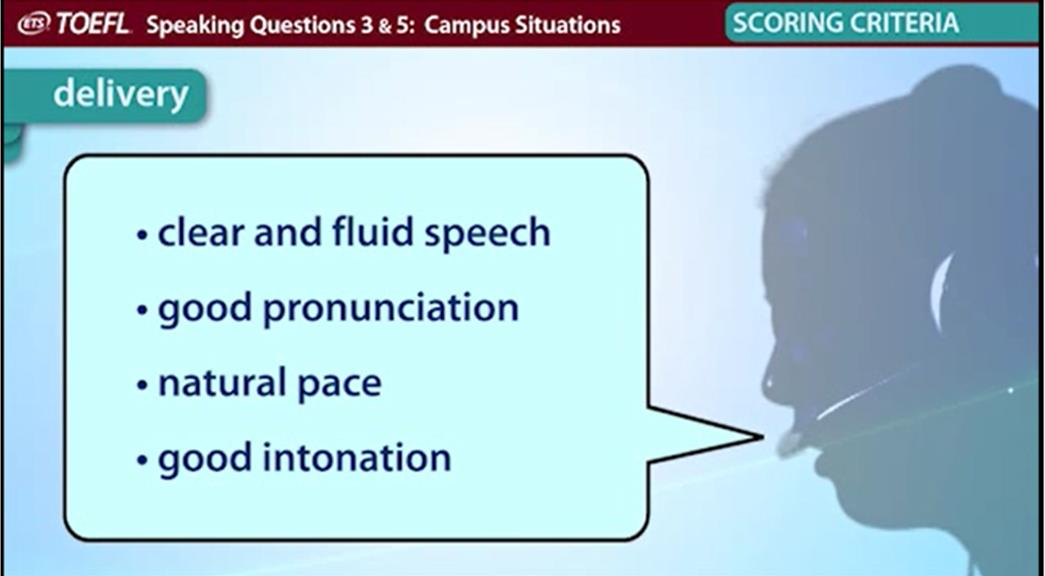 ETS TOEFL Speaking Questions 3 & 5: Campus Situations
SCORING CRITERIA
delivery
• clear and fluid speech
• good pronunciation
• natural pace
• good intonation